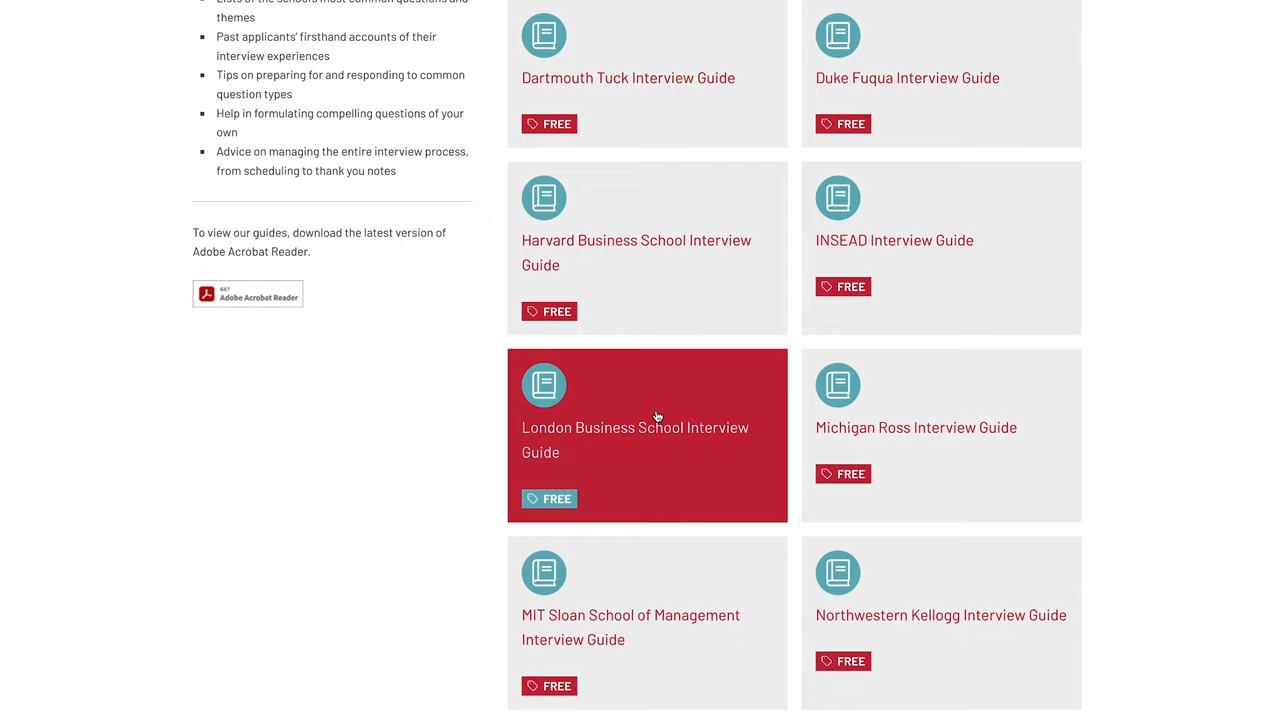 Lists of the schools most common questions and
themes
Past applicants' firsthand accounts of their
interview experiences
Tips on preparing for and responding to common
question types
Help in formulating compelling questions of your
own
Advice on managing the entire interview process,
from scheduling to thank you notes
To view our guides, download the latest version of
Adobe Acrobat Reader.
GET
Adobe Acrobat Reader
Dartmouth Tuck Interview Guide
FREE
Duke Fuqua Interview Guide
FREE
Harvard Business School Interview
Guide
FREE
INSEAD Interview Guide
FREE
London Business School Interview
Guide
FREE
Michigan Ross Interview Guide
FREE
MIT Sloan School of Management
Interview Guide
FREE
Northwestern Kellogg Interview Guide
FREE